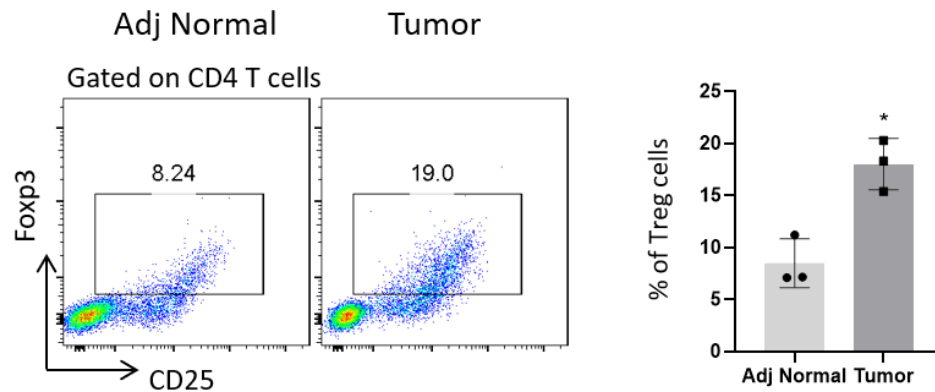 Adj Normal Tumor
Gated on CD4 T cells
8.24 19.0
Foxp3
CD25
25
20
15
10
5
0
% of Treg cells
*
Adj Normal Tumor